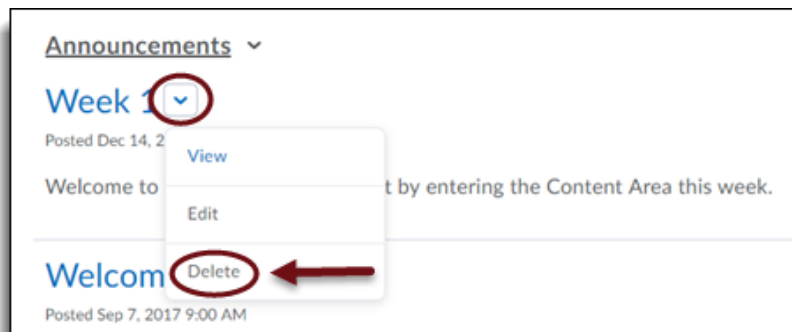 Announcements
Week 1
Posted Dec 14, 2
View
Welcome to t by entering the Content Area this week.
Edit
Welcom
Delete
Posted Sep 7, 2017 9:00 AM